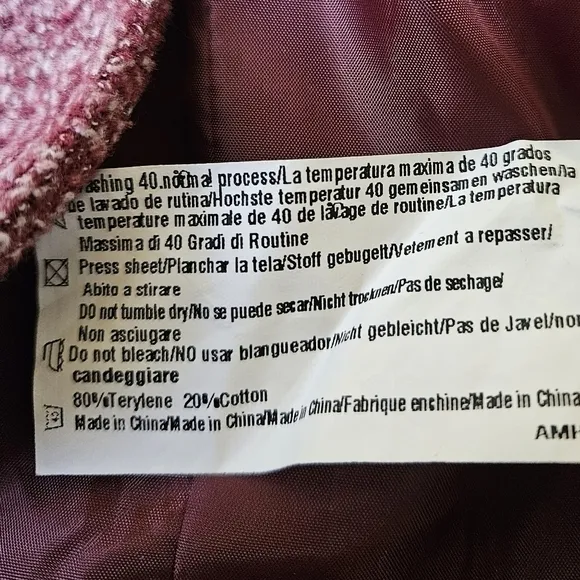 ashing 40.normal process/La temperatura maxima de 40 grados
de lavado de rutina/Hochste temperatur 40 gemeinsamen waschen/la
temperature maximale de 40 de lavage de routine/La temperatura
Massima di 40 Gradi di Routine
Press sheet/Planchar la tela/Stoff gebugelt/Vetement a repasser/
Abito a stirare
DO not tumble dry/No se puede secar/Nicht trocknen/Pas de sechage/
Non asciugare
Do not bleach/NO usar blangueador/Nicht gebleicht/Pas de Javel/non
candeggiare
80%Terylene 20%Cotton
Made in China/Made in China/Made in China/Fabrique enchine/Made in China
AMH